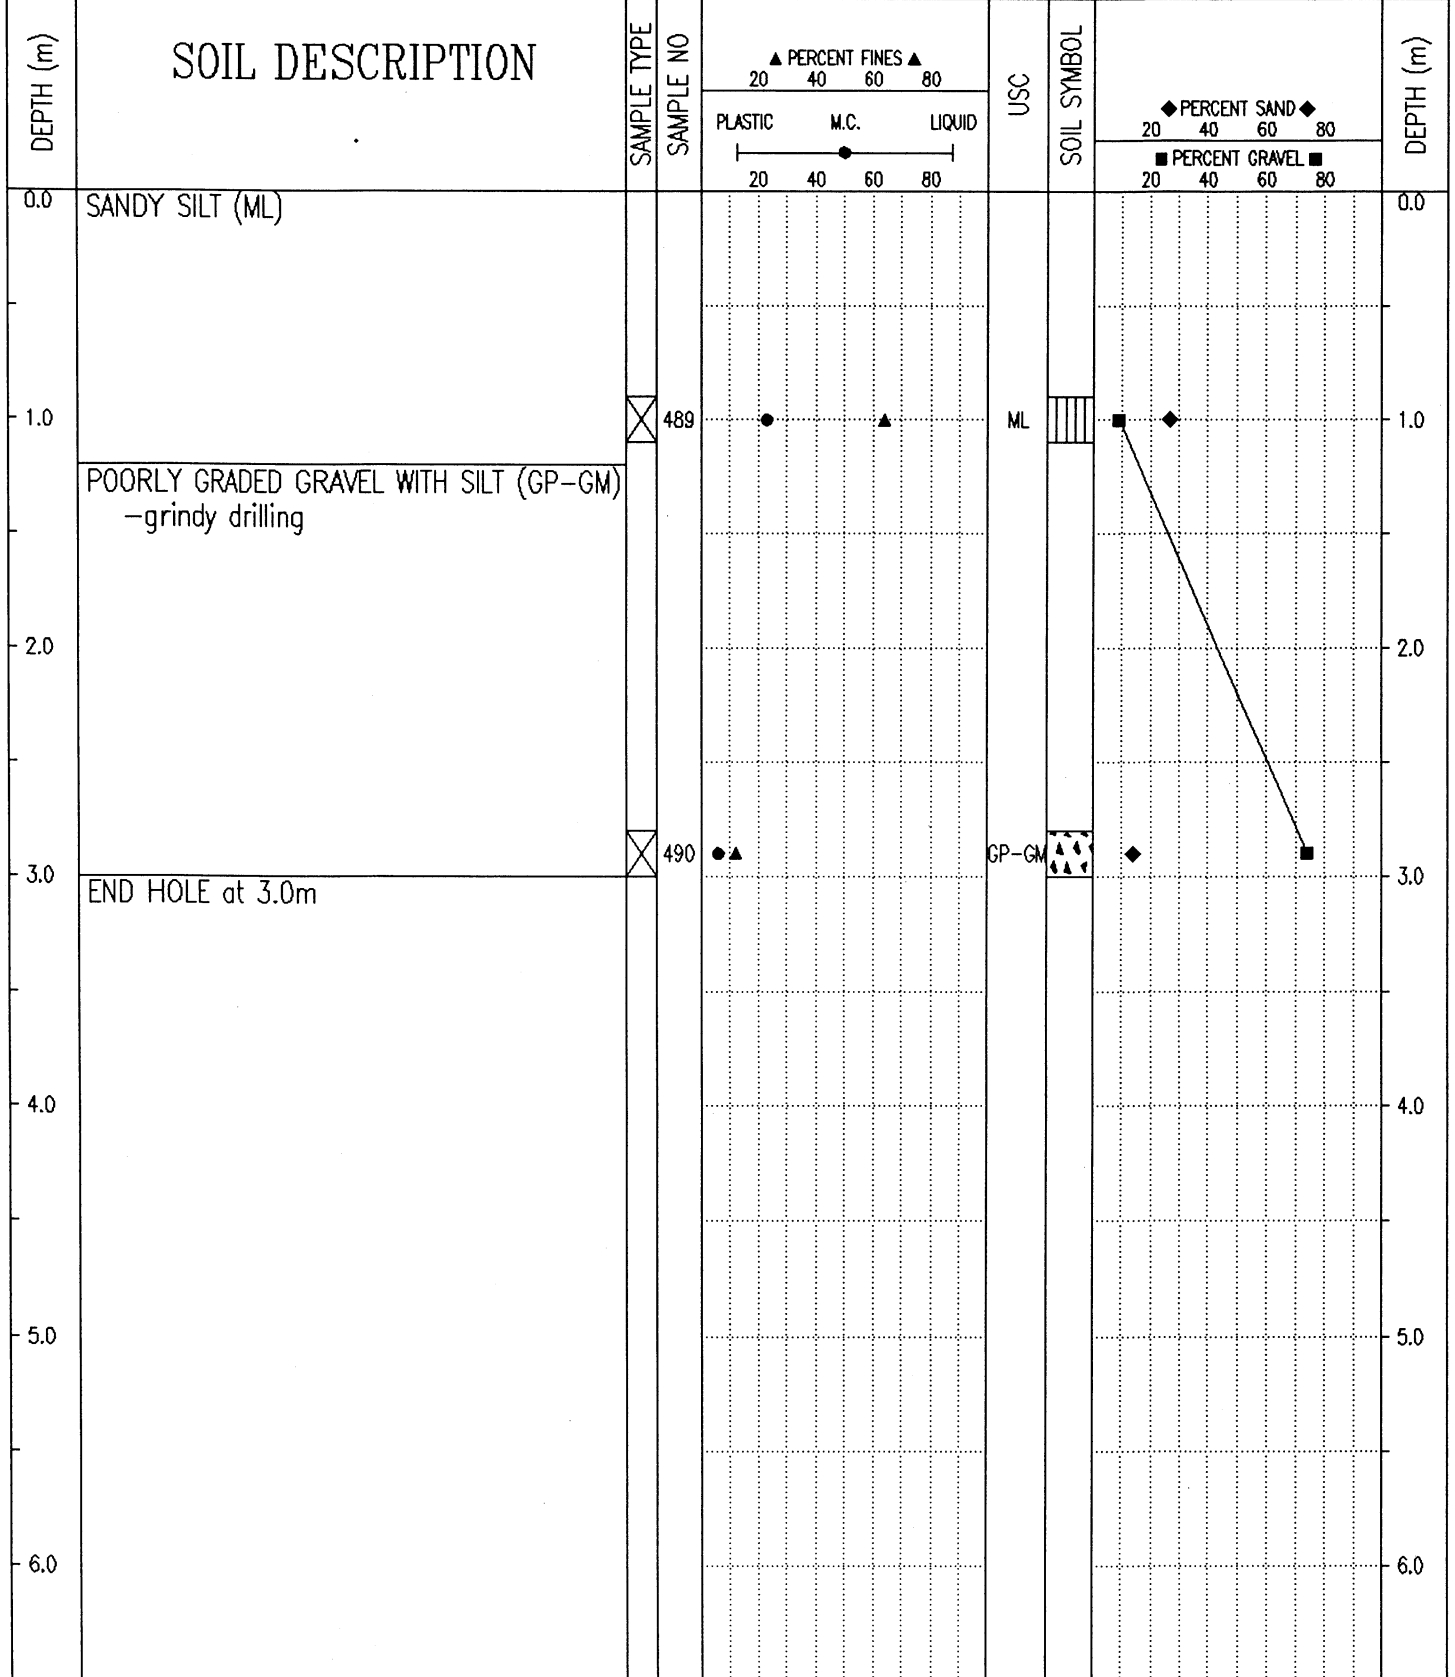 DEPTH (m)
SOIL DESCRIPTION
SAMPLE TYPE
SAMPLE NO
▲ PERCENT FINES ▲
20 40 60 80
PLASTIC M.C. LIQUID
20 40 60 80
USC
SOIL SYMBOL
◆ PERCENT SAND ◆
20 40 60 80
■ PERCENT GRAVEL ■
20 40 60 80
DEPTH (m)
0.0 SANDY SILT (ML) 0.0
1.0 489 ML 1.0
POORLY GRADED GRAVEL WITH SILT (GP-GM)
-grindy drilling
2.0 2.0
490 GP-GM
3.0 3.0
END HOLE at 3.0m
4.0 4.0
5.0 5.0
6.0 6.0